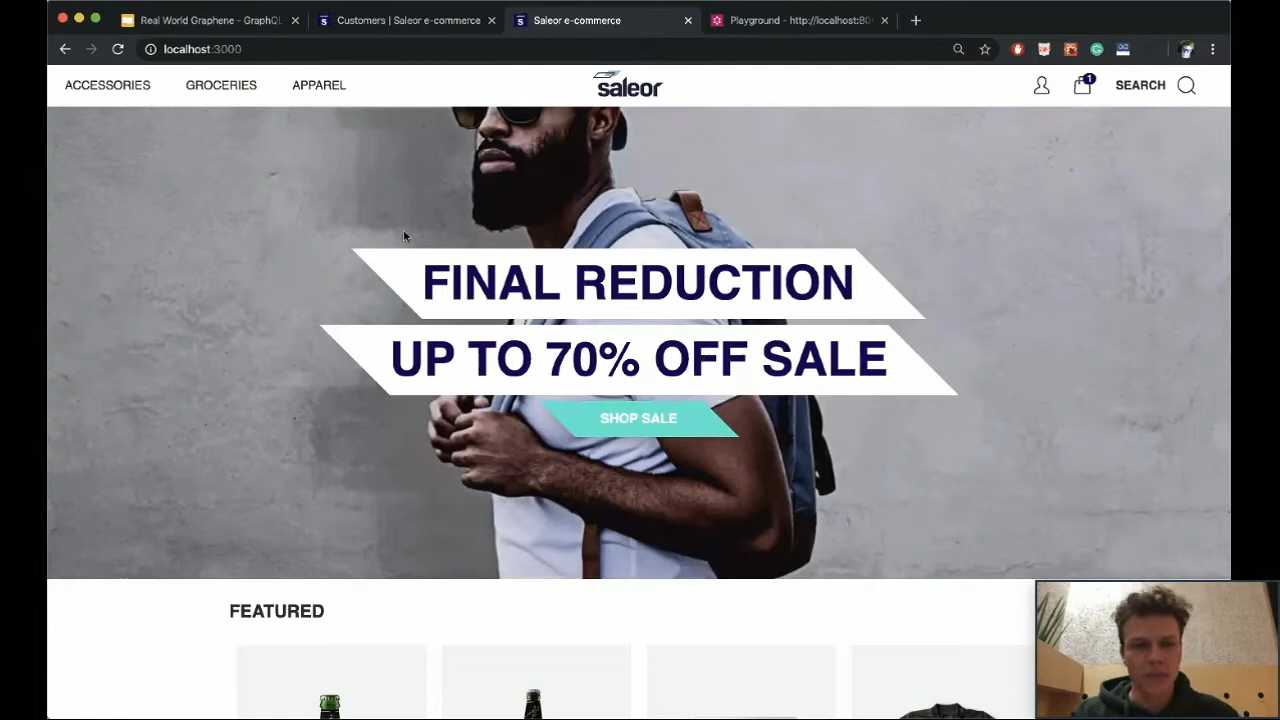 Real World Graphene - GraphQL
Customers | Saleor e-commerce
Saleor e-commerce
Playground - http://localhost:80
localhost:3000
ACCESSORIES
GROCERIES
APPAREL
saleor
1
SEARCH
FINAL REDUCTION
UP TO 70% OFF SALE
SHOP SALE
FEATURED